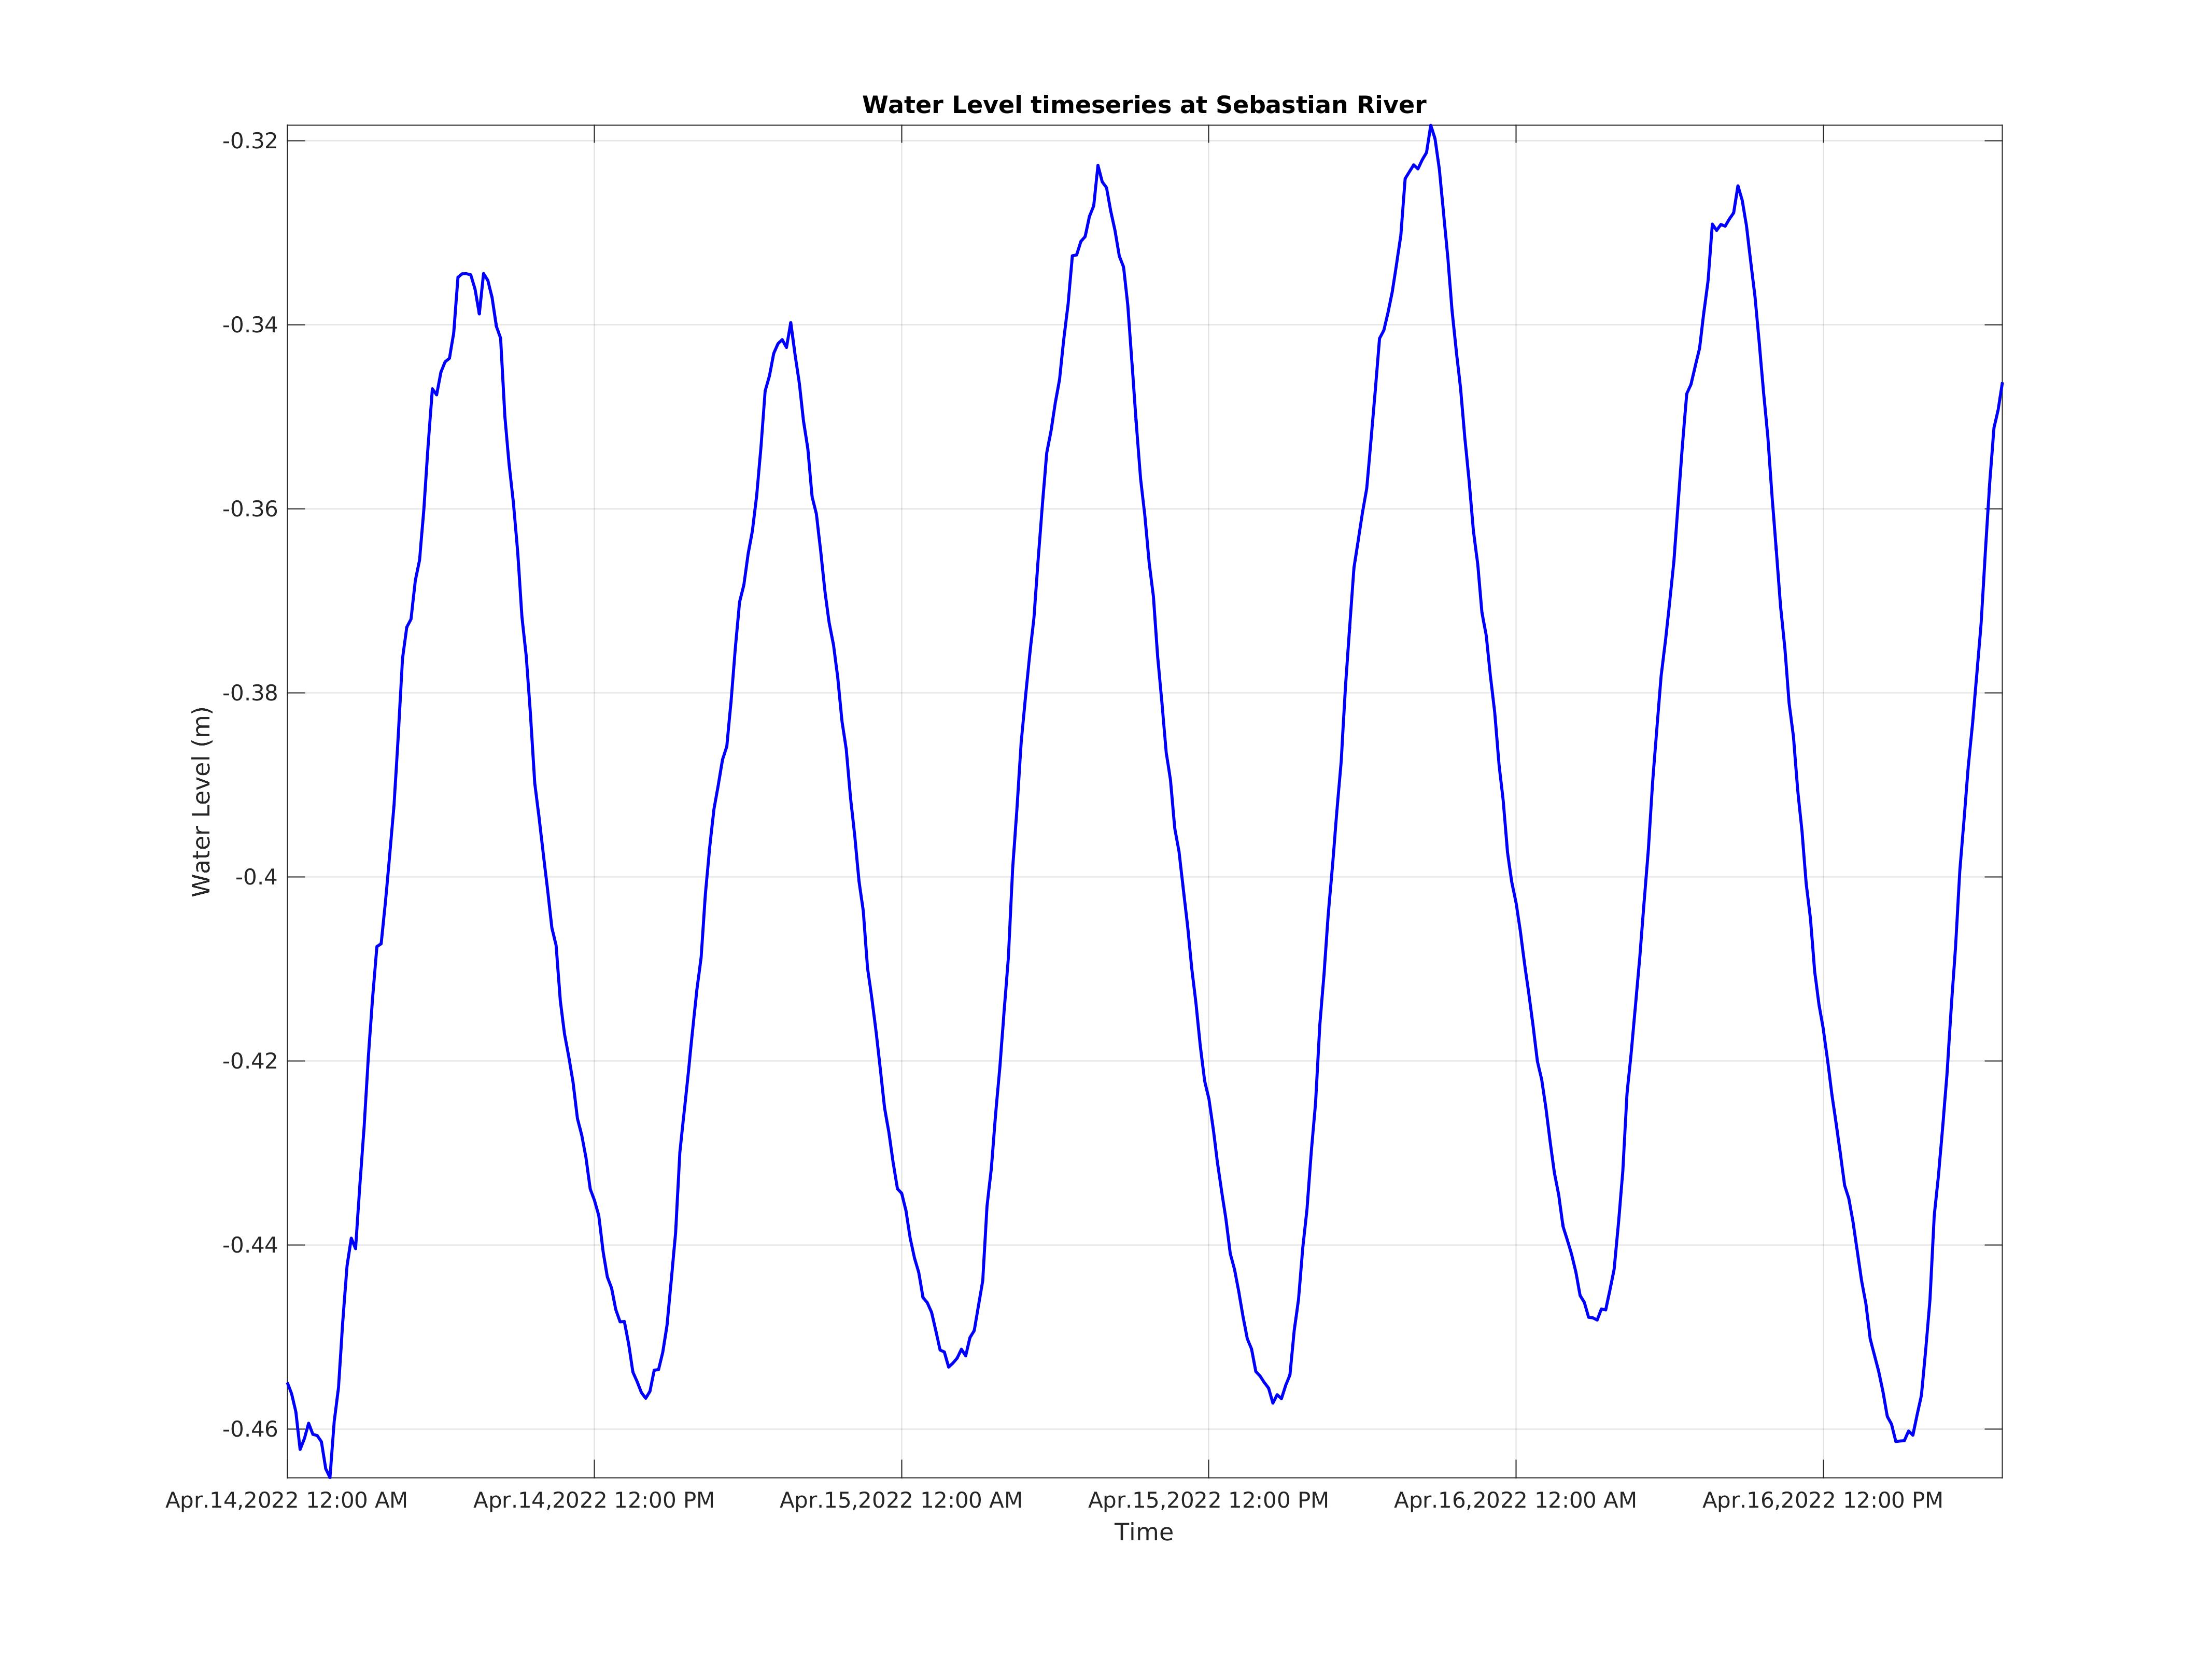 Water Level timeseries at Sebastian River
-0.32
-0.34
-0.36
-0.38
-0.4
-0.42
-0.44
-0.46
Water Level (m)
Apr.14,2022 12:00 AM
Apr.14,2022 12:00 PM
Apr.15,2022 12:00 AM
Apr.15,2022 12:00 PM
Apr.16,2022 12:00 AM
Apr.16,2022 12:00 PM
Time